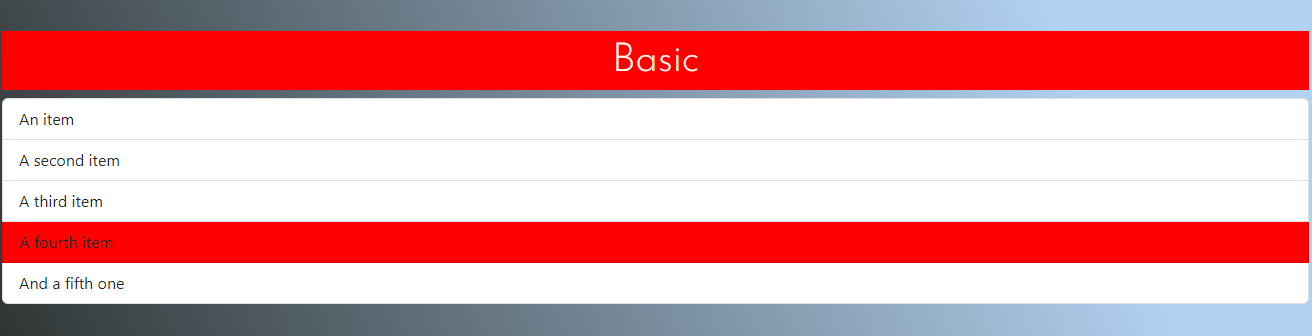 Basic
An item
A second item
A third item
A fourth item
And a fifth one